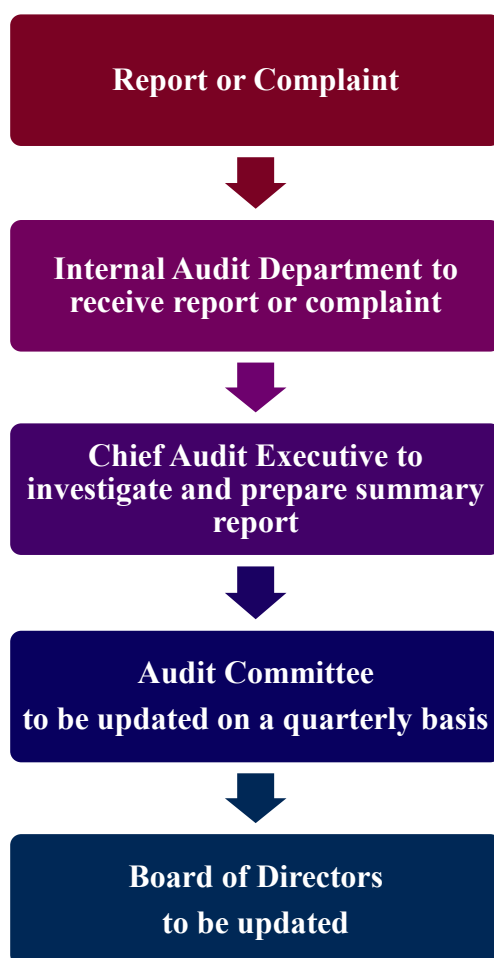 Report or Complaint
Internal Audit Department to
receive report or complaint
Chief Audit Executive to
investigate and prepare summary
report
Audit Committee
to be updated on a quarterly basis
Board of Directors
to be updated